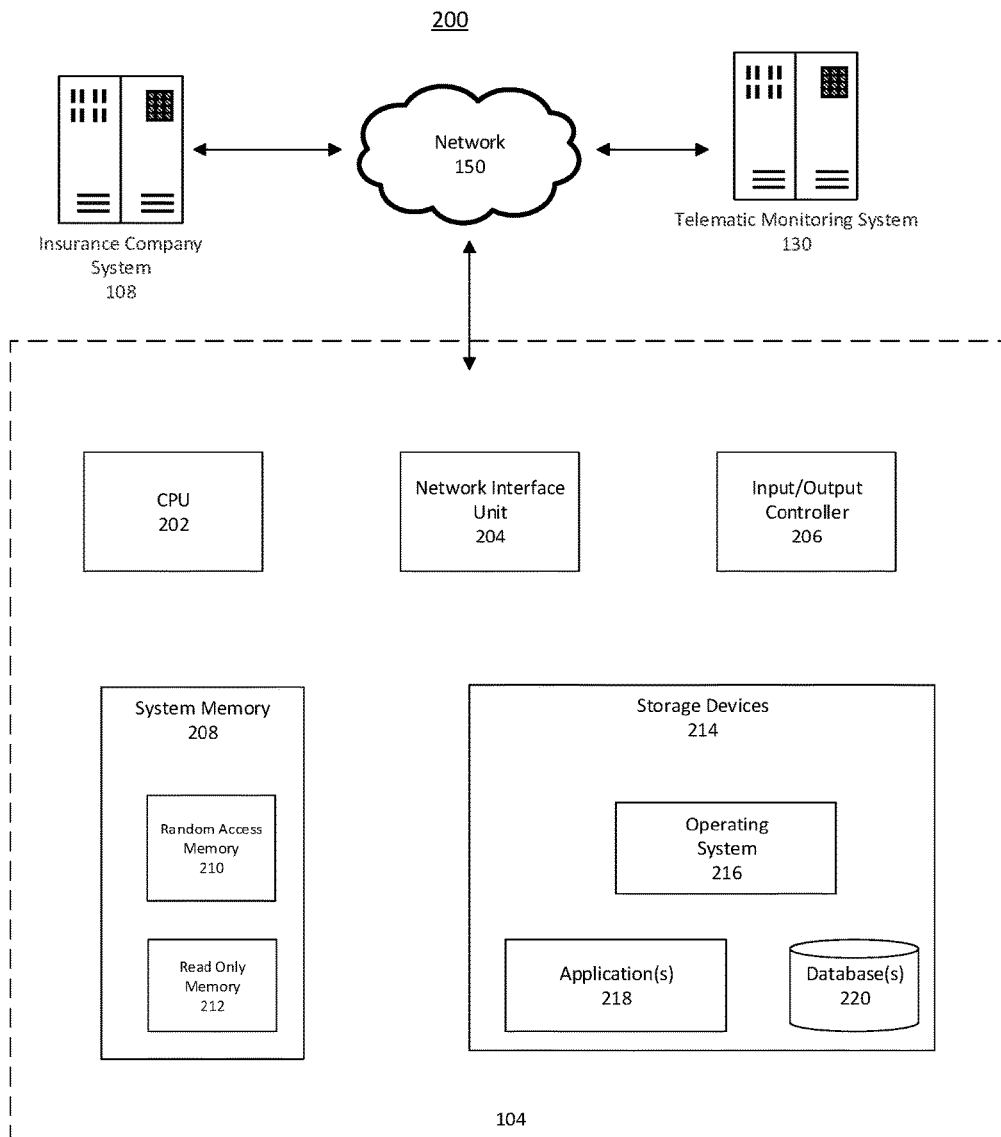 200
Network
150
Insurance Company
System
108
Telematic Monitoring System
130
CPU
202
Network Interface
Unit
204
Input/Output
Controller
206
System Memory
208
Random Access
Memory
210
Read Only
Memory
212
Storage Devices
214
Operating
System
216
Application(s)
218
Database(s)
220
104